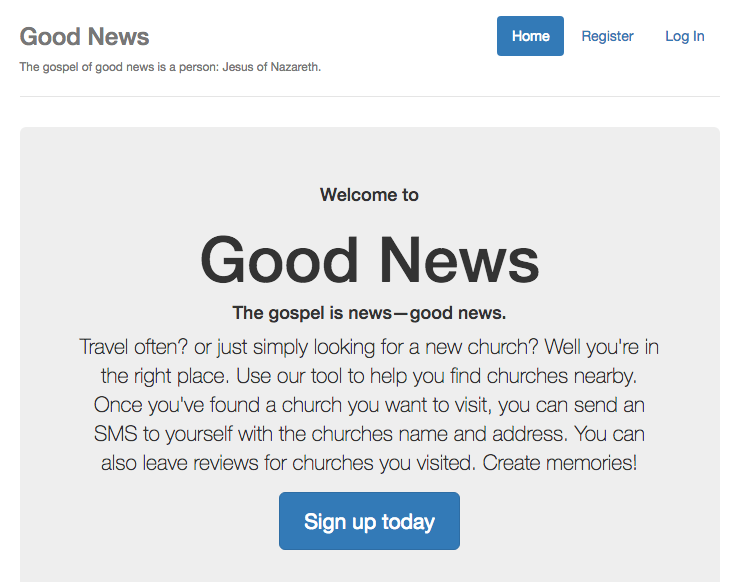 Good News
Home Register Log In
The gospel of good news is a person: Jesus of Nazareth.
Welcome to
Good News
The gospel is news—good news.
Travel often? or just simply looking for a new church? Well you're in
the right place. Use our tool to help you find churches nearby.
Once you've found a church you want to visit, you can send an
SMS to yourself with the churches name and address. You can
also leave reviews for churches you visited. Create memories!
Sign up today